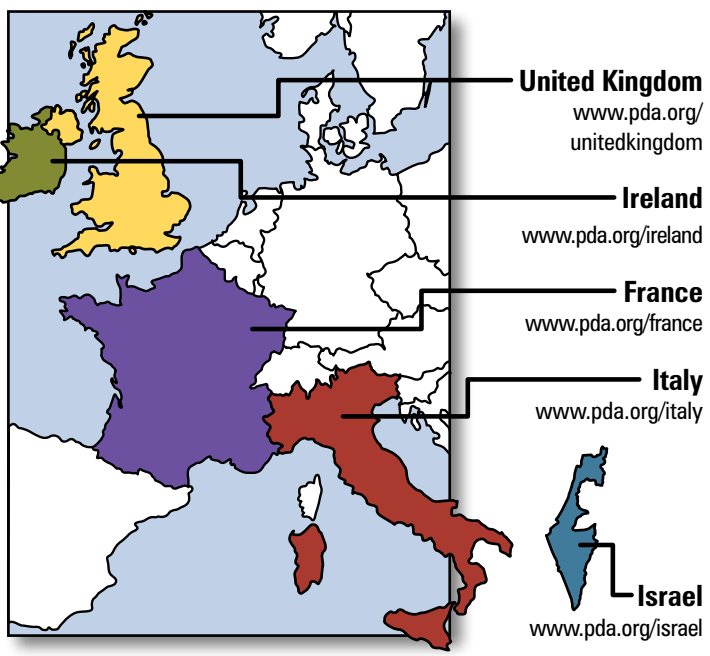 United Kingdom
www.pda.org/
unitedkingdom
Ireland
www.pda.org/ireland
France
www.pda.org/france
Italy
www.pda.org/italy
Israel
www.pda.org/israel